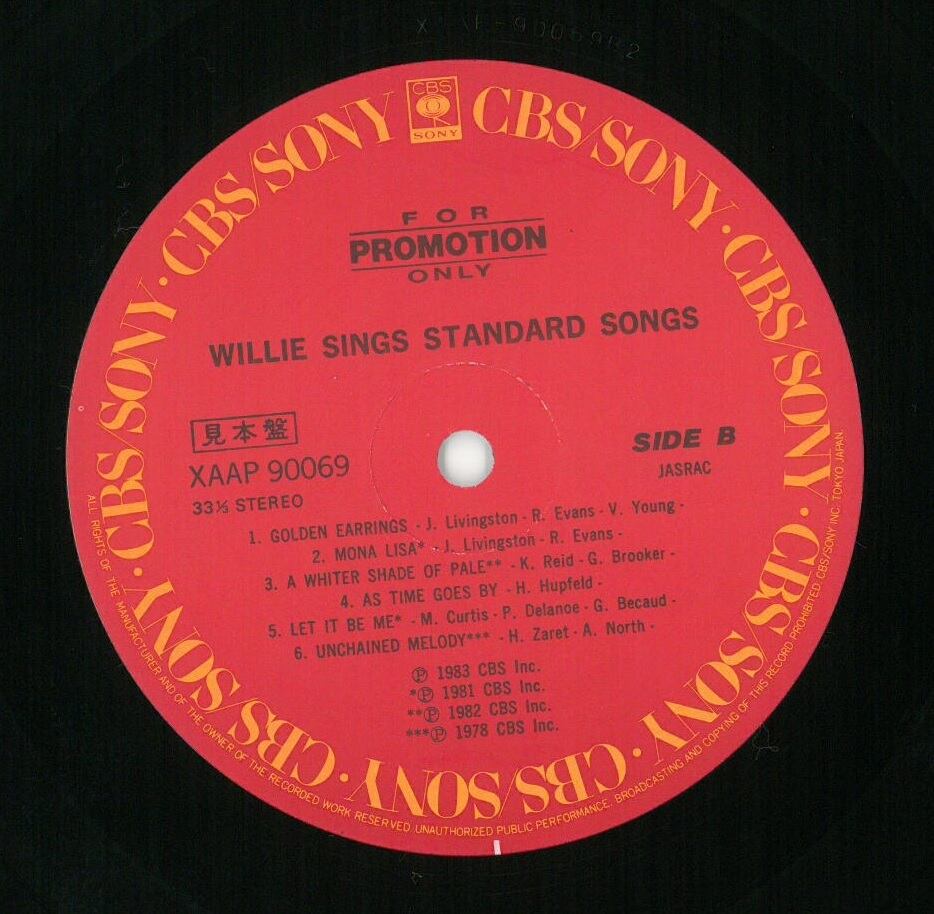 CBS
SONY
CBS/SONY · CBS/SONY · CBS/SONY · CBS/SONY · CBS/SONY · CBS/SONY · CBS/SONY · CBS/SONY · CBS/SONY
FOR
PROMOTION
ONLY
WILLIE SINGS STANDARD SONGS
見本盤
XAAP 90069
33⅓ STEREO
SIDE B
JASRAC
1. GOLDEN EARRINGS - J. Livingston - R. Evans - V. Young -
2. MONA LISA* - J. Livingston - R. Evans -
3. A WHITER SHADE OF PALE** - K. Reid - G. Brooker -
4. AS TIME GOES BY - H. Hupfeld -
5. LET IT BE ME* - M. Curtis - P. Delanoe - G. Becaud -
6. UNCHAINED MELODY*** - H. Zaret - A. North -
Ⓟ 1983 CBS Inc.
*Ⓟ 1981 CBS Inc.
**Ⓟ 1982 CBS Inc.
***Ⓟ 1978 CBS Inc.
ALL RIGHTS OF THE MANUFACTURER AND OF THE OWNER OF THE RECORDED WORK RESERVED. UNAUTHORIZED PUBLIC PERFORMANCE, BROADCASTING AND COPYING OF THIS RECORD PROHIBITED. CBS/SONY INC. TOKYO JAPAN.